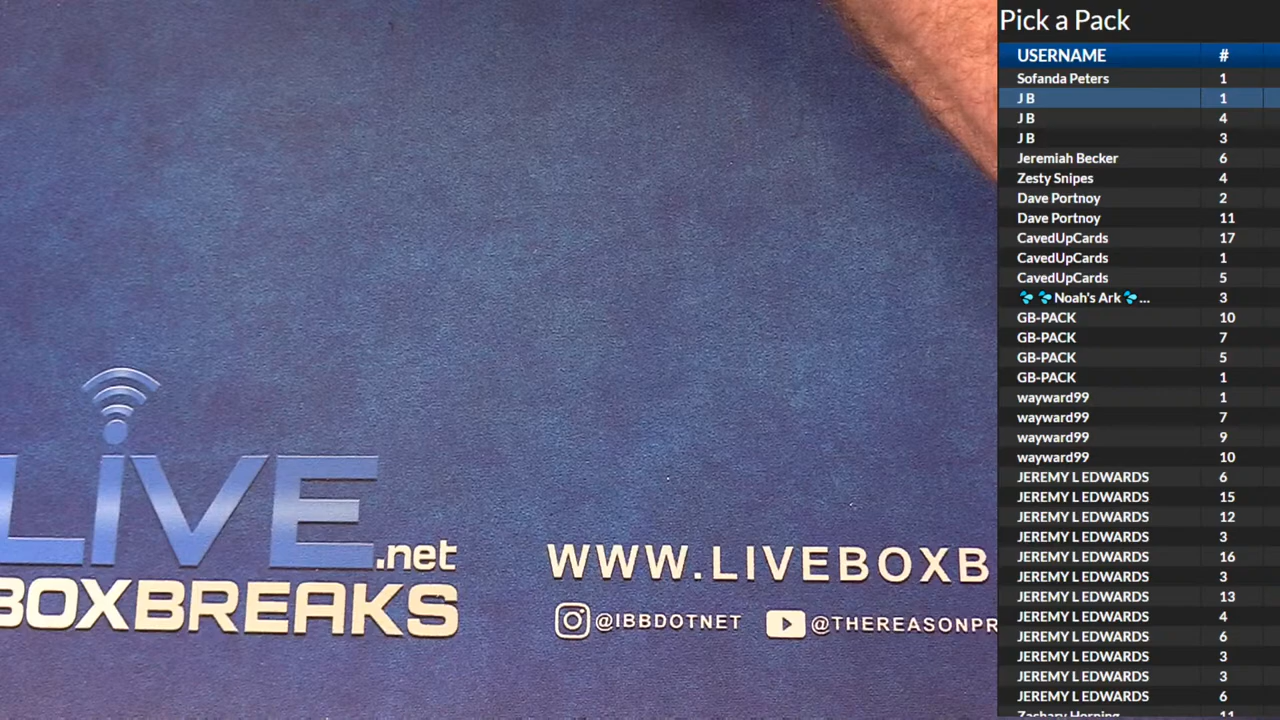 Pick a Pack
USERNAME #
Sofanda Peters 1
J B 1
J B 4
J B 3
Jeremiah Becker 6
Zesty Snipes 4
Dave Portnoy 2
Dave Portnoy 11
CavedUpCards 17
CavedUpCards 1
CavedUpCards 5
💦 💦 Noah's Ark 💦 ... 3
GB-PACK 10
GB-PACK 7
GB-PACK 5
GB-PACK 1
wayward99 1
wayward99 7
wayward99 9
wayward99 10
JEREMY L EDWARDS 6
JEREMY L EDWARDS 15
JEREMY L EDWARDS 12
JEREMY L EDWARDS 3
JEREMY L EDWARDS 16
JEREMY L EDWARDS 3
JEREMY L EDWARDS 13
JEREMY L EDWARDS 4
JEREMY L EDWARDS 6
JEREMY L EDWARDS 3
JEREMY L EDWARDS 3
JEREMY L EDWARDS 6
Zachary Horning 11
LiVE
.net
BOXBREAKS
WWW.LIVEBOXB
@IBBDOTNET @THEREASONPR